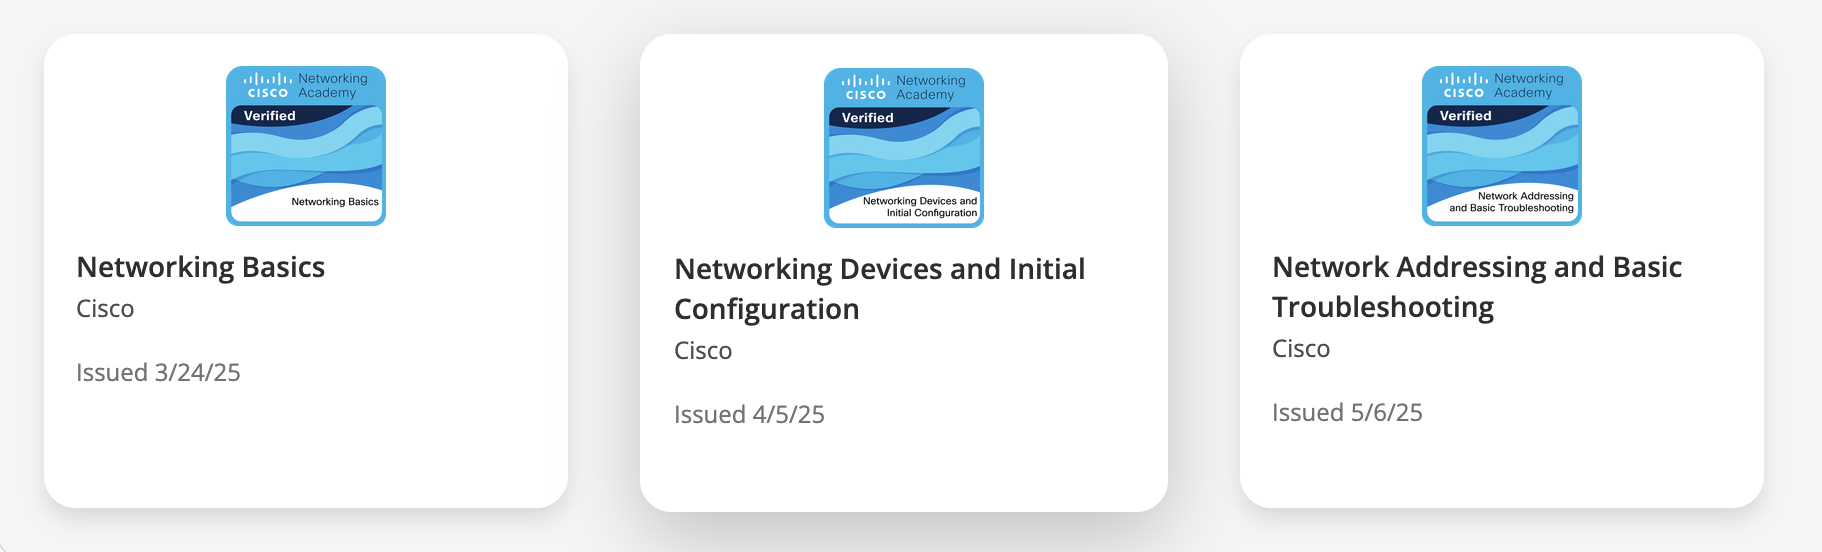 CISCO Networking Academy
Verified
Networking Basics
Networking Basics
Cisco
Issued 3/24/25
CISCO Networking Academy
Verified
Networking Devices and
Initial Configuration
Networking Devices and Initial
Configuration
Cisco
Issued 4/5/25
CISCO Networking Academy
Verified
Network Addressing
and Basic Troubleshooting
Network Addressing and Basic
Troubleshooting
Cisco
Issued 5/6/25